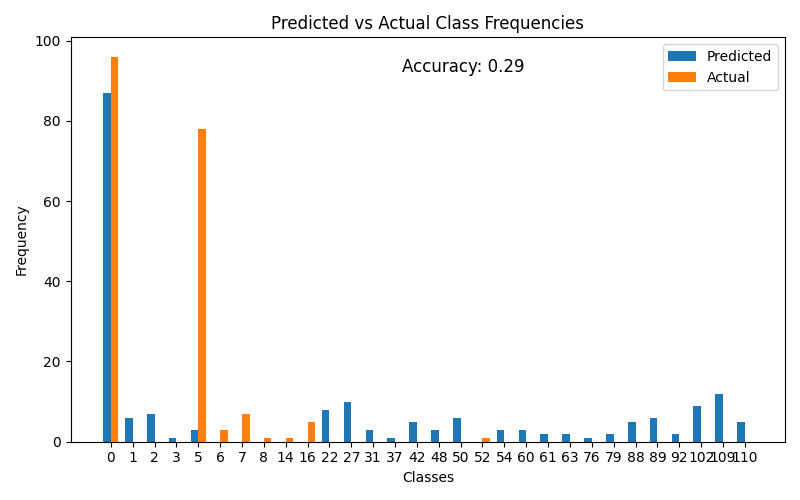 Predicted vs Actual Class Frequencies
100
80
60
40
20
0
Frequency
Accuracy: 0.29
Predicted
Actual
0 1 2 3 5 6 7 8 14 16 22 27 31 37 42 48 50 52 54 60 61 63 76 79 88 89 92 102 109 110
Classes